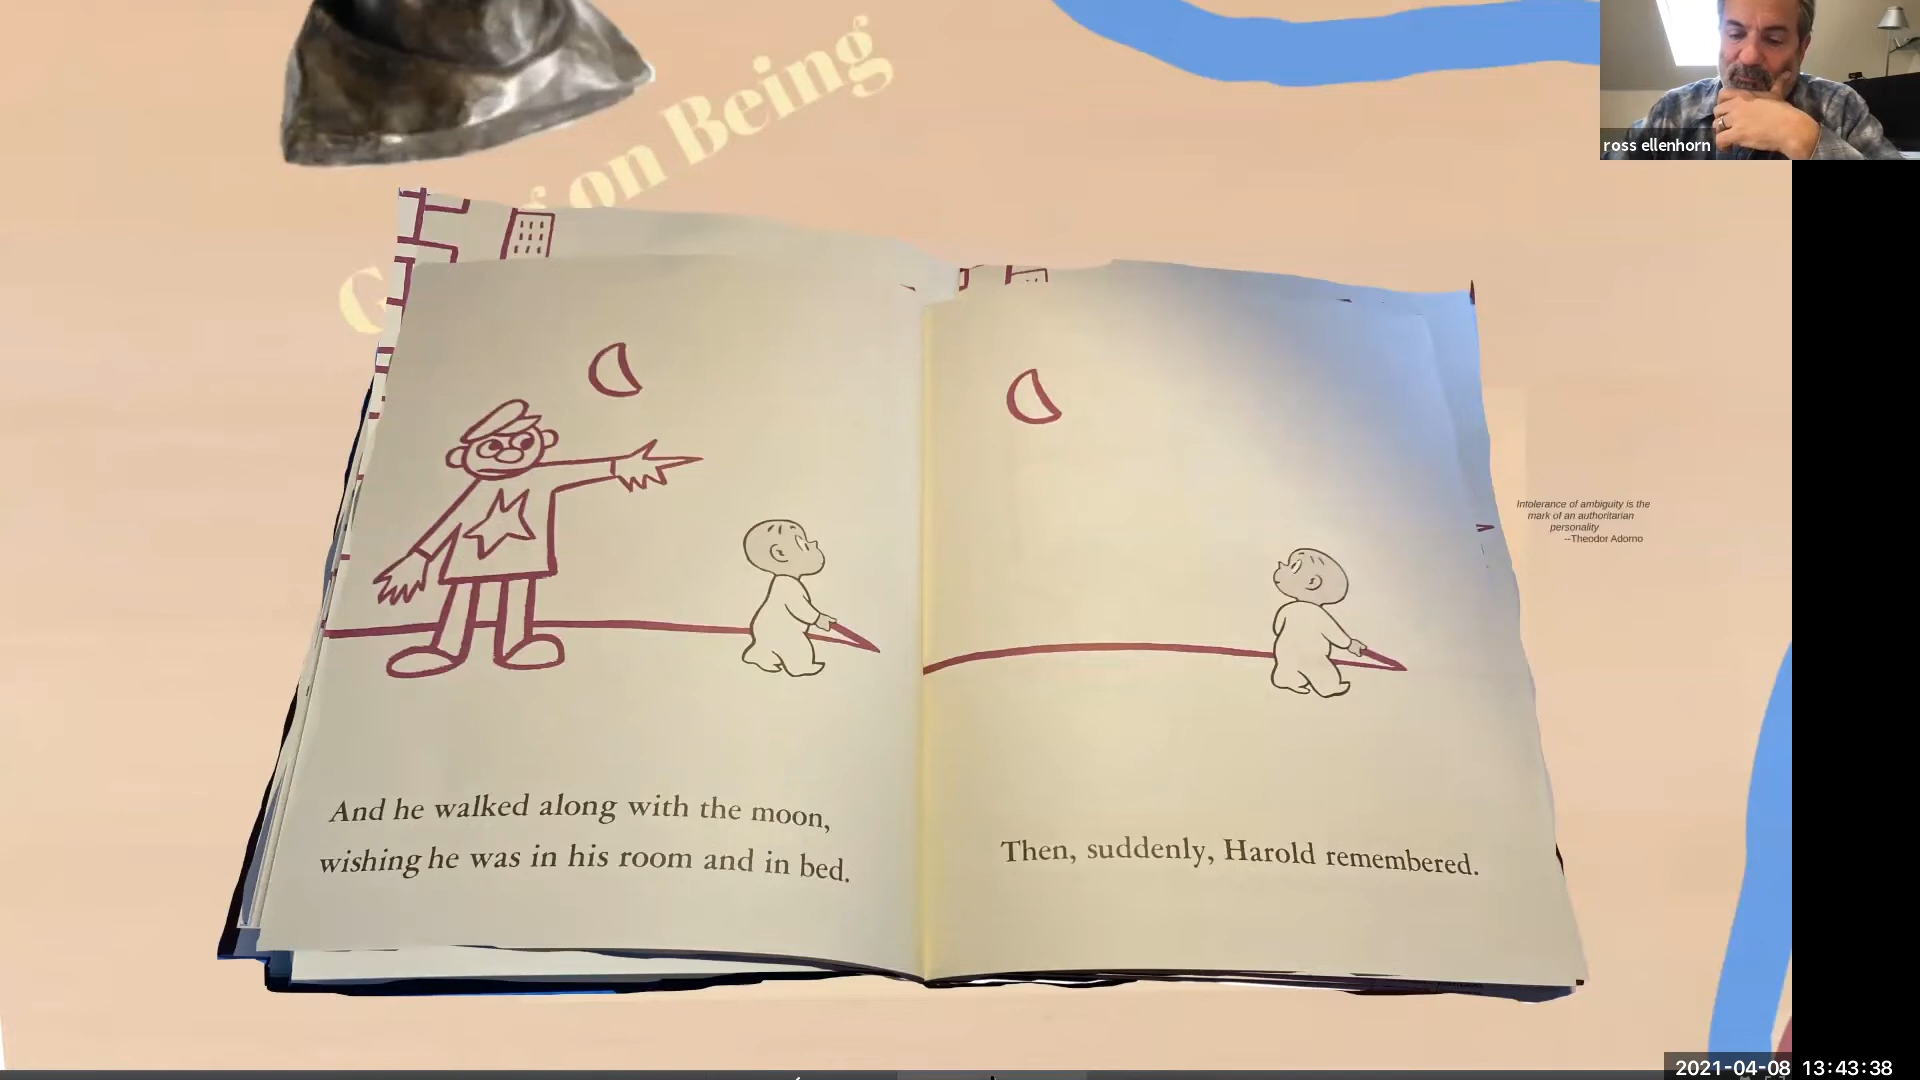 on Being
ross ellenhorn
Intolerance of ambiguity is the
mark of an authoritarian
personality
--Theodor Adorno
And he walked along with the moon,
wishing he was in his room and in bed.
Then, suddenly, Harold remembered.
2021-04-08 13:43:38